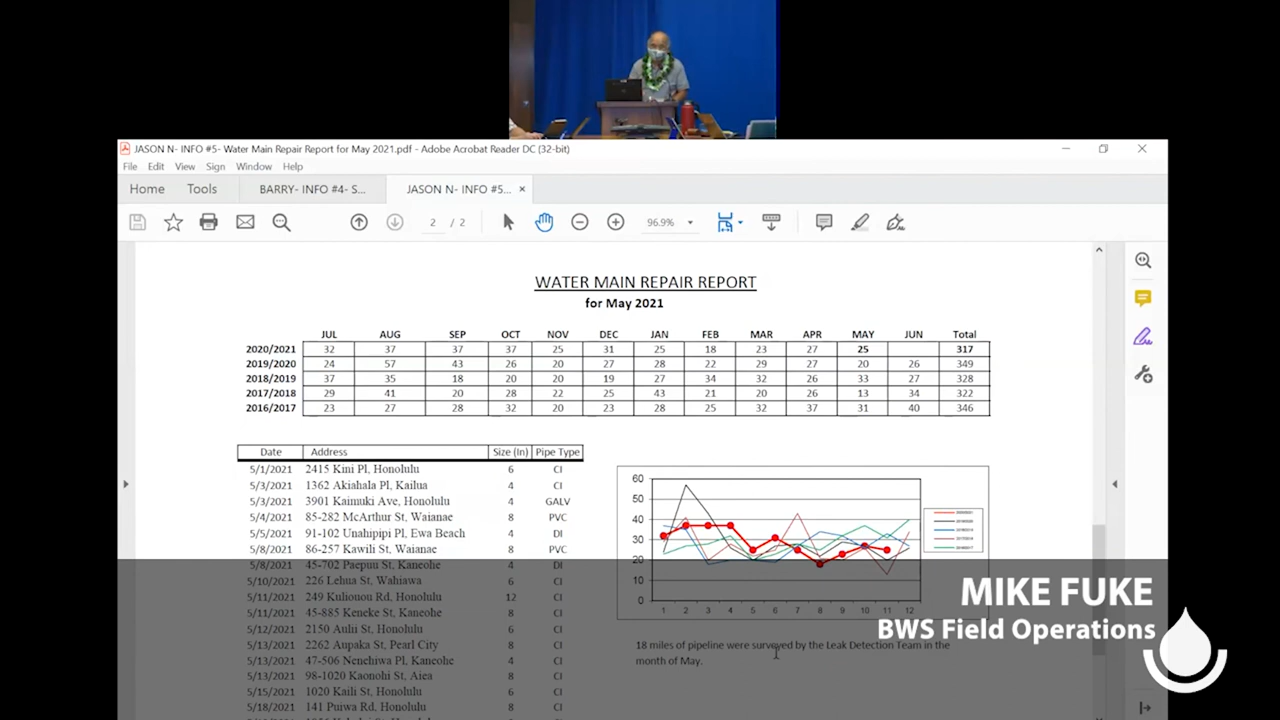 JASON N- INFO #5- Water Main Repair Report for May 2021.pdf - Adobe Acrobat Reader DC (32-bit)
File Edit View Sign Window Help
Home Tools BARRY- INFO #4- S... JASON N- INFO #5... ×
2 / 2 96.9%
WATER MAIN REPAIR REPORT
for May 2021
JUL AUG SEP OCT NOV DEC JAN FEB MAR APR MAY JUN Total
2020/2021 32 37 37 37 25 31 25 18 23 27 25 317
2019/2020 24 57 43 26 20 27 28 22 29 27 20 26 349
2018/2019 37 35 18 20 20 19 27 34 32 26 33 27 328
2017/2018 29 41 20 28 22 25 43 21 20 26 13 34 322
2016/2017 23 27 28 32 20 23 28 25 32 37 31 40 346
Date Address Size (In) Pipe Type
5/1/2021 2415 Kini Pl, Honolulu 6 CI
5/3/2021 1362 Akiahala Pl, Kailua 4 CI
5/3/2021 3901 Kaimuki Ave, Honolulu 4 GALV
5/4/2021 85-282 McArthur St, Waianae 8 PVC
5/5/2021 91-102 Unahipipi Pl, Ewa Beach 4 DI
5/8/2021 86-257 Kawili St, Waianae 8 PVC
5/8/2021 45-702 Paepuu St, Kaneohe 4 DI
5/10/2021 226 Lehua St, Wahiawa 6 CI
5/11/2021 249 Kuliouou Rd, Honolulu 12 CI
5/11/2021 45-885 Keneke St, Kaneohe 8 CI
5/12/2021 2150 Aulii St, Honolulu 6 CI
5/13/2021 2262 Aupaka St, Pearl City 8 CI
5/13/2021 47-506 Nenehiwa Pl, Kaneohe 4 CI
5/13/2021 98-1020 Kaonohi St, Aiea 8 CI
5/15/2021 1020 Kaili St, Honolulu 6 CI
5/18/2021 141 Puiwa Rd, Honolulu 8 CI
60
50
40
30
20
10
0
1 2 3 4 5 6 7 8 9 10 11 12
18 miles of pipeline were surveyed by the Leak Detection Team in the
month of May.
MIKE FUKE
BWS Field Operations